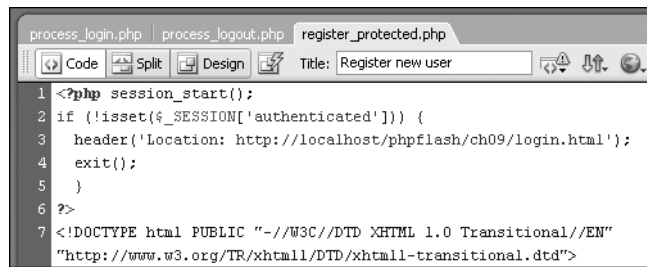 process_login.php process_logout.php register_protected.php
Code Split Design Title: Register new user
1 <?php session_start();
2 if (!isset($_SESSION['authenticated'])) {
3 header('Location: http://localhost/phpflash/ch09/login.html');
4 exit();
5 }
6 ?>
7 <!DOCTYPE html PUBLIC "-//W3C//DTD XHTML 1.0 Transitional//EN"
"http://www.w3.org/TR/xhtml1/DTD/xhtml1-transitional.dtd">